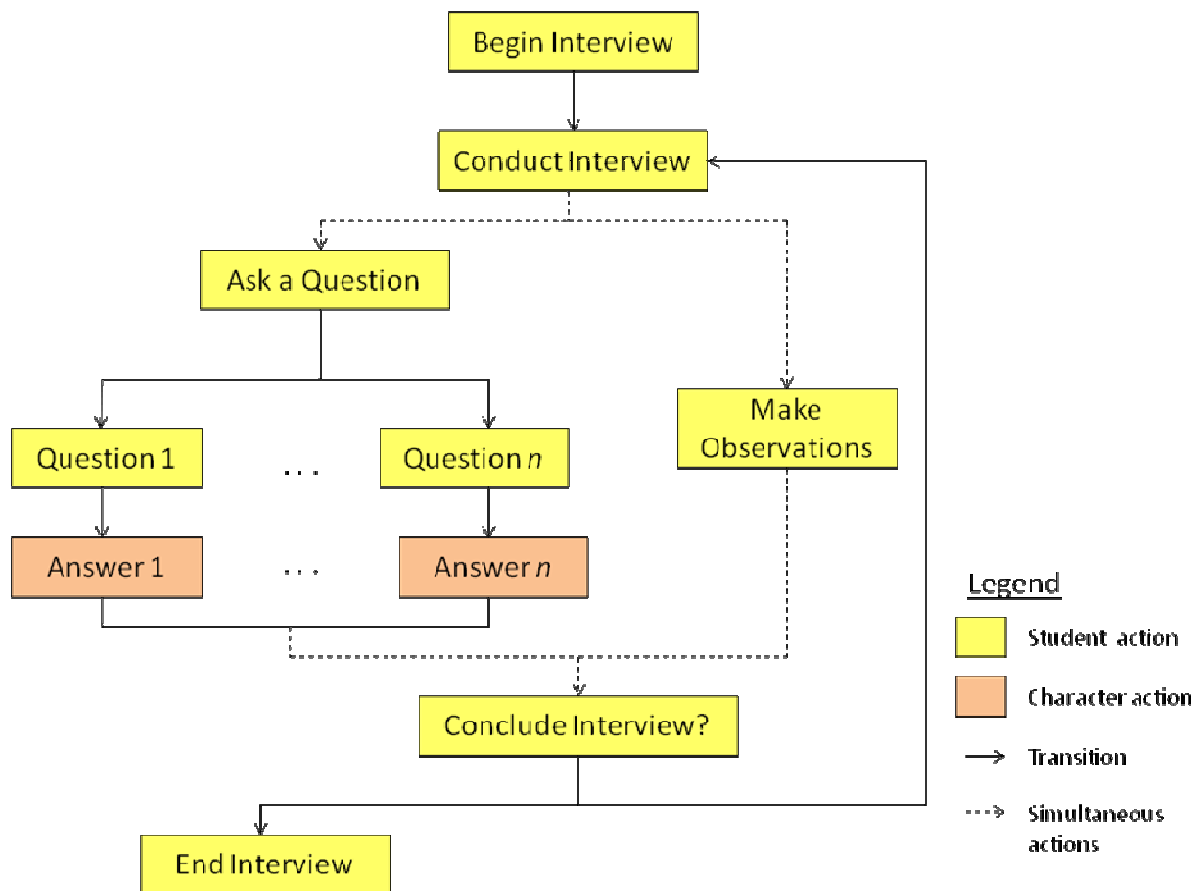 Begin Interview
Conduct Interview
Ask a Question
Make
Observations
Question 1
...
Question n
Answer 1
...
Answer n
Conclude Interview?
End Interview
Legend
Student action
Character action
Transition
Simultaneous
actions